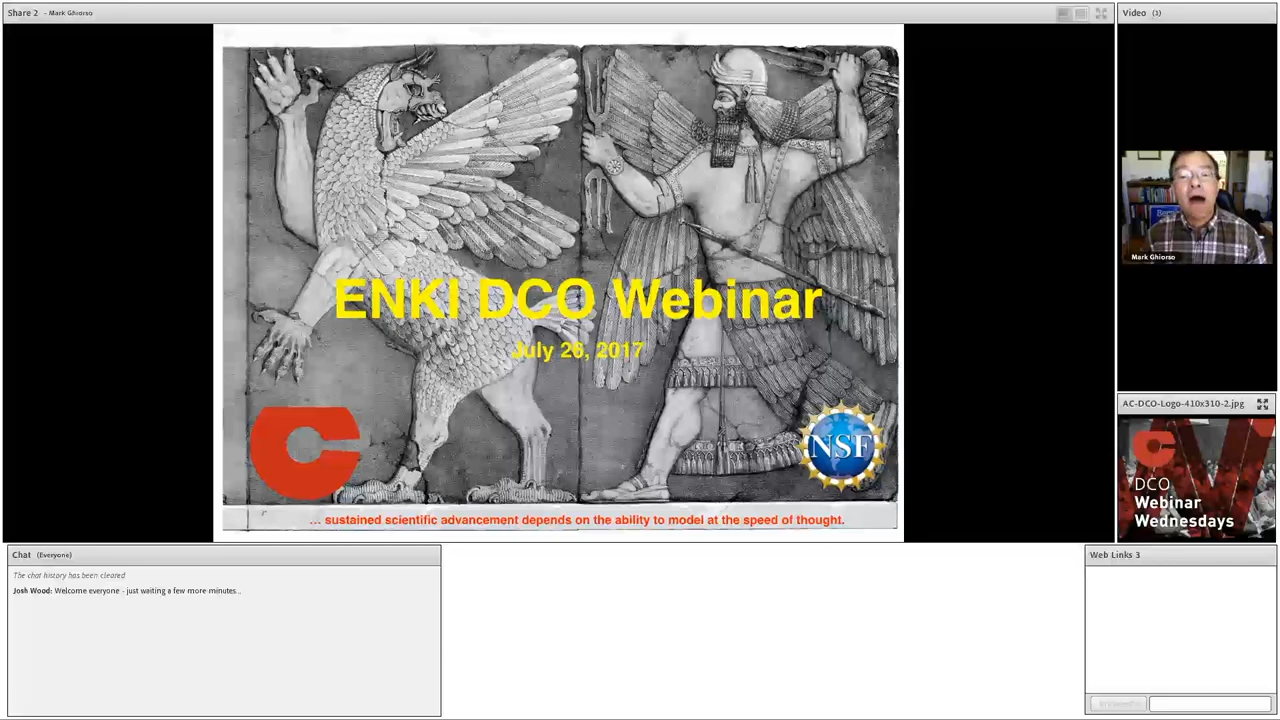 Share 2 - Mark Ghiorso
ENKI DCO Webinar
July 26, 2017
NSF
... sustained scientific advancement depends on the ability to model at the speed of thought.
Video (1)
Mark Ghiorso
AC-DCO-Logo-410x310-2.jpg
DCO
Webinar
Wednesdays
Chat (Everyone)
The chat history has been cleared
Josh Wood: Welcome everyone - just waiting a few more minutes...
Web Links 3